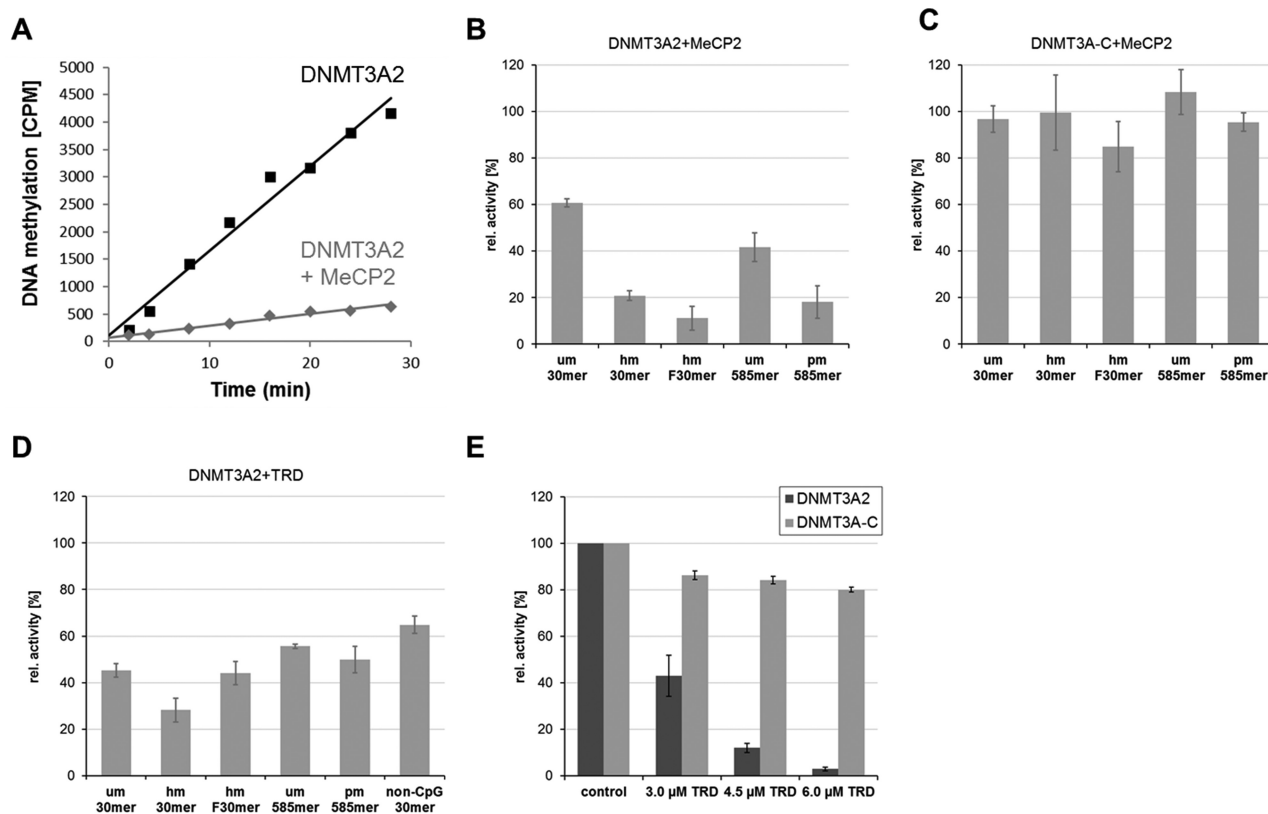 A
DNA methylation [CPM]
5000
4500
4000
3500
3000
2500
2000
1500
1000
500
0
DNMT3A2
DNMT3A2
+ MeCP2
0 10 20 30
Time (min)
B
DNMT3A2+MeCP2
rel. activity [%]
120
100
80
60
40
20
0
um hm hm um pm
30mer 30mer F30mer 585mer 585mer
C
DNMT3A-C+MeCP2
rel. activity [%]
120
100
80
60
40
20
0
um hm hm um pm
30mer 30mer F30mer 585mer 585mer
D
DNMT3A2+TRD
rel. activity [%]
120
100
80
60
40
20
0
um hm hm um pm non-CpG
30mer 30mer F30mer 585mer 585mer 30mer
E
DNMT3A2
DNMT3A-C
rel. activity [%]
120
100
80
60
40
20
0
control 3.0 µM TRD 4.5 µM TRD 6.0 µM TRD